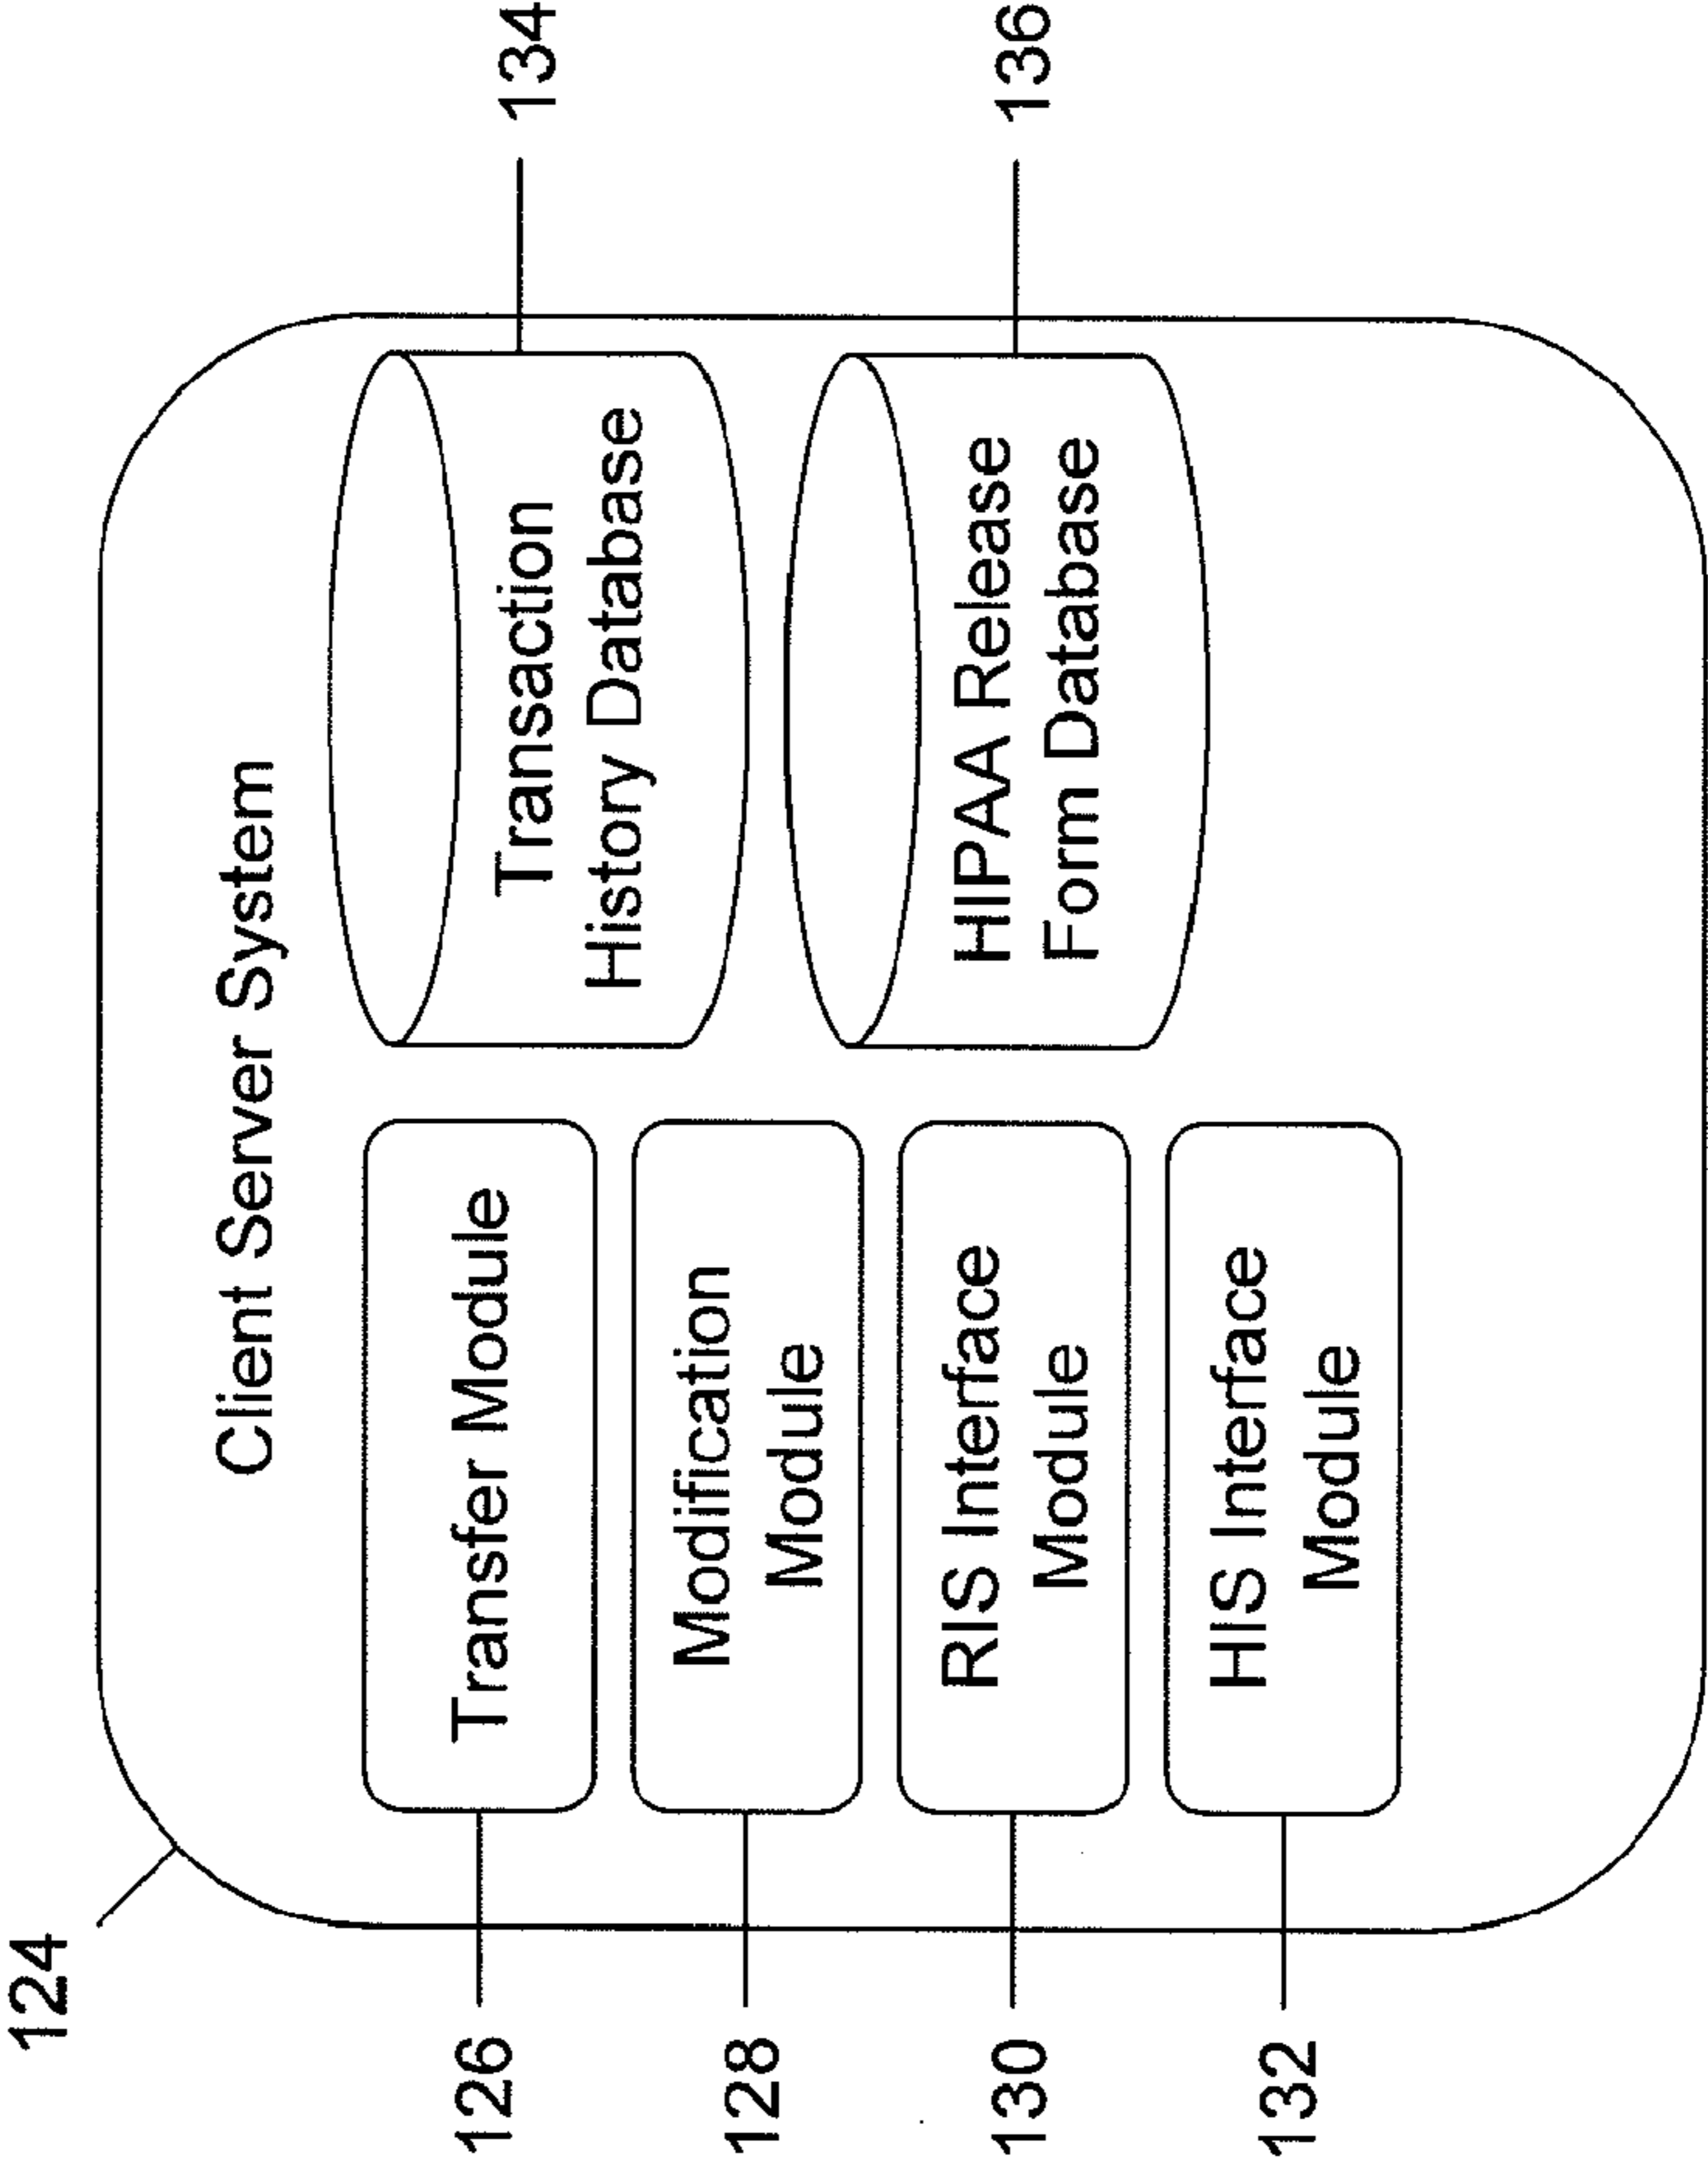 124
Client Server System
126
Transfer Module
Transaction
History Database
134
128
Modification
Module
130
RIS Interface
Module
HIPAA Release
Form Database
136
132
HIS Interface
Module